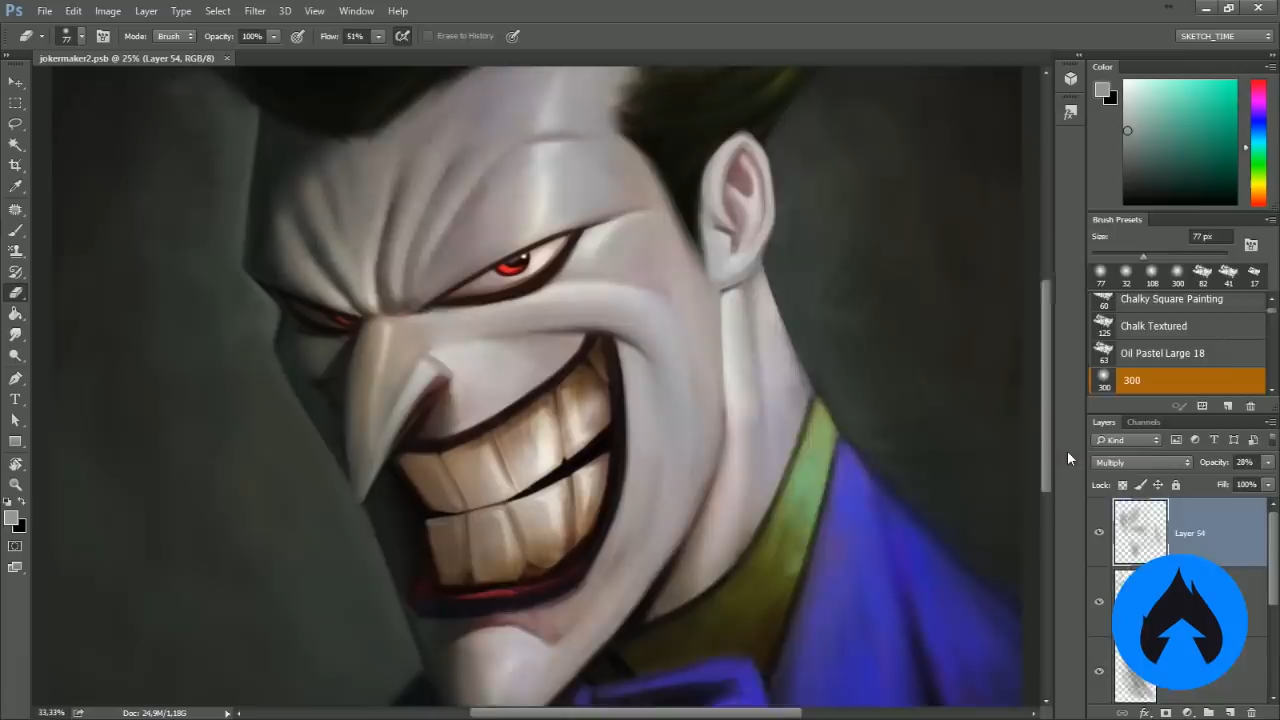 Ps File Edit Image Layer Type Select Filter 3D View Window Help
77 Mode: Brush Opacity: 100% Flow: 51% Erase to History SKETCH_TIME
jokermaker2.psb @ 25% (Layer 54, RGB/8) ×
Color
Brush Presets
Size: 77 px
77 32 108 300 82 41 17
60 Chalky Square Painting
125 Chalk Textured
63 Oil Pastel Large 18
300 300
Layers Channels
Kind
Multiply Opacity: 28%
Lock: Fill: 100%
Layer 54
33,33% Doc: 24,9M/1,18G